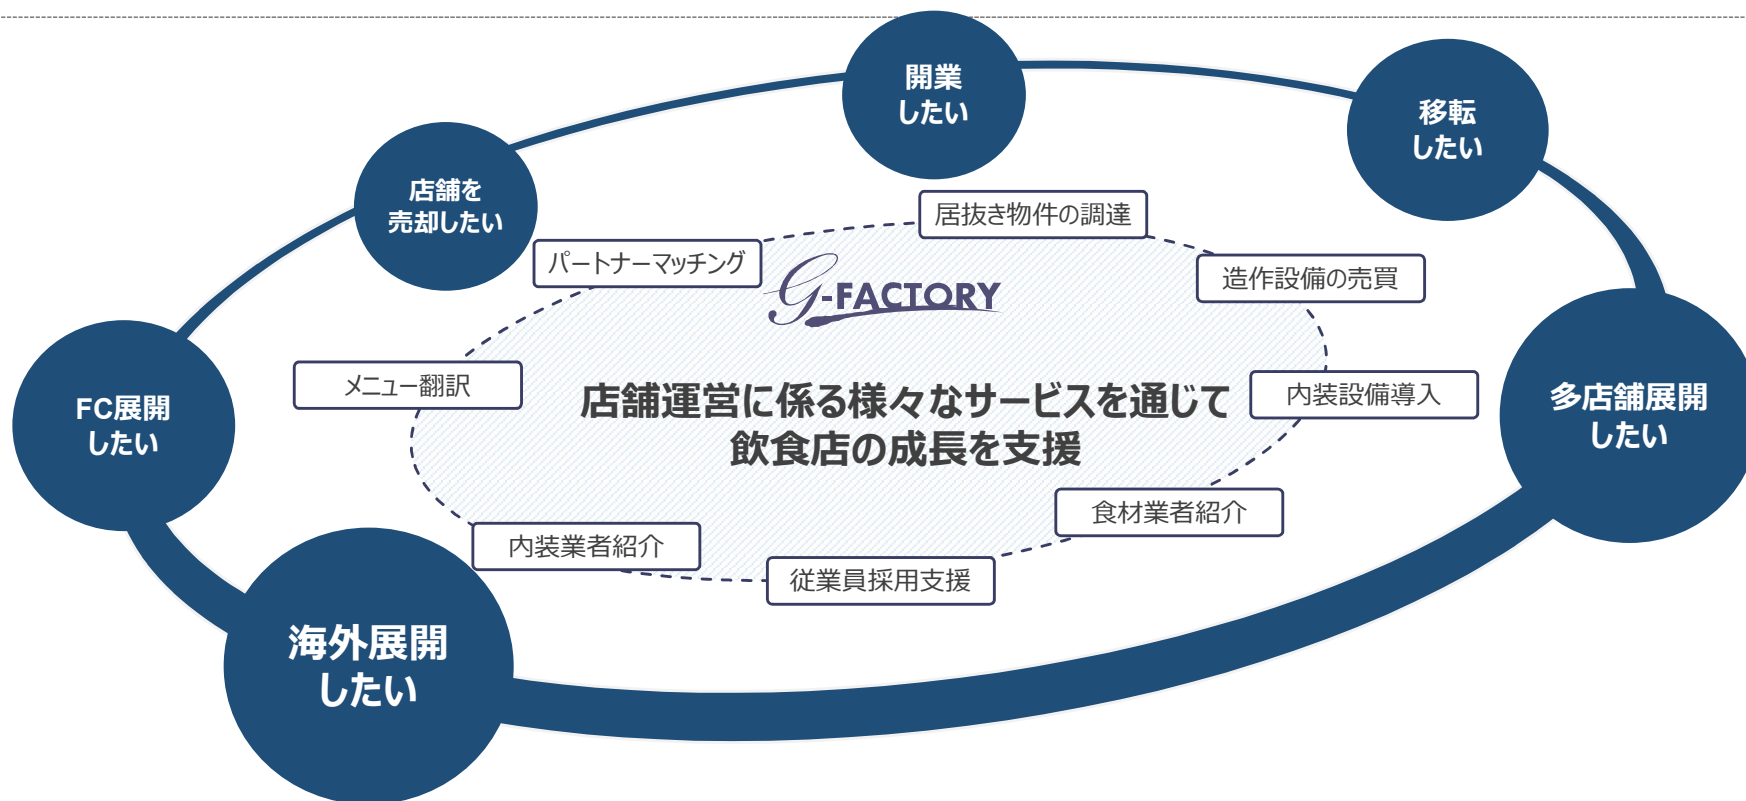 開業
したい
移転
したい
店舗を
売却したい
居抜き物件の調達
パートナーマッチング
造作設備の売買
G-FACTORY
メニュー翻訳
内装設備導入
FC展開
したい
店舗運営に係る様々なサービスを通じて
飲食店の成長を支援
多店舗展開
したい
食材業者紹介
内装業者紹介
従業員採用支援
海外展開
したい